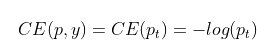 CE(p, y) = CE(p_t) = −log(p_t)